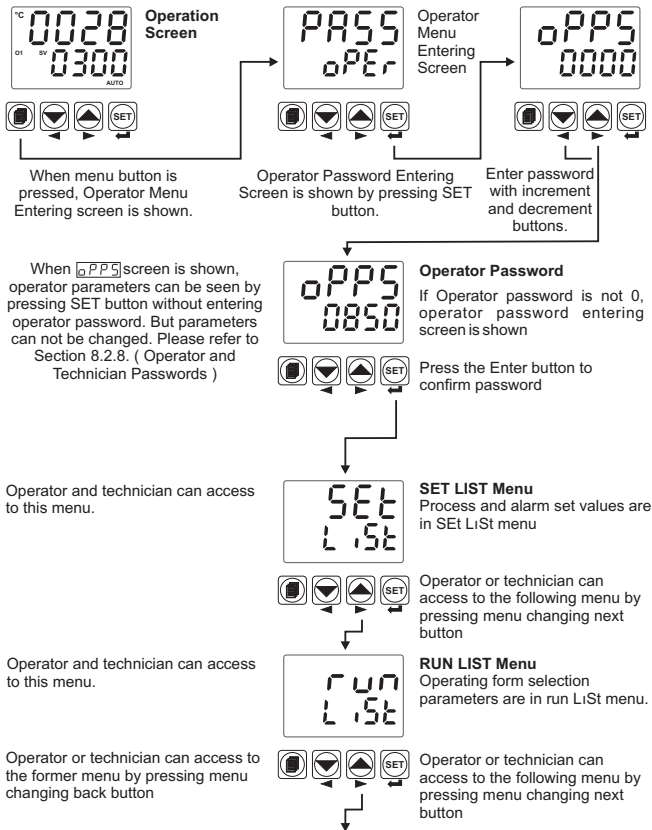 °C 0028
O1 SV 0300
AUTO
Operation
Screen
PASS
oPEr
Operator
Menu
Entering
Screen
oPPS
0000
SET
SET
SET
When menu button is
pressed, Operator Menu
Entering screen is shown.
Operator Password Entering
Screen is shown by pressing SET
button.
Enter password
with increment
and decrement
buttons.
When oPPS screen is shown,
operator parameters can be seen by
pressing SET button without entering
operator password. But parameters
can not be changed. Please refer to
Section 8.2.8. ( Operator and
Technician Passwords )
oPPS
0850
Operator Password
If Operator password is not 0,
operator password entering
screen is shown
SET
Press the Enter button to
confirm password
Operator and technician can access
to this menu.
SEt
LıSt
SET LIST Menu
Process and alarm set values are
in SEt LıSt menu
SET
Operator or technician can
access to the following menu by
pressing menu changing next
button
Operator and technician can access
to this menu.
run
LıSt
RUN LIST Menu
Operating form selection
parameters are in run LıSt menu.
Operator or technician can access to
the former menu by pressing menu
changing back button
SET
Operator or technician can
access to the following menu by
pressing menu changing next
button